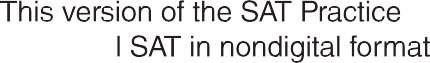 This version of the SAT Practice
l SAT in nondigital format